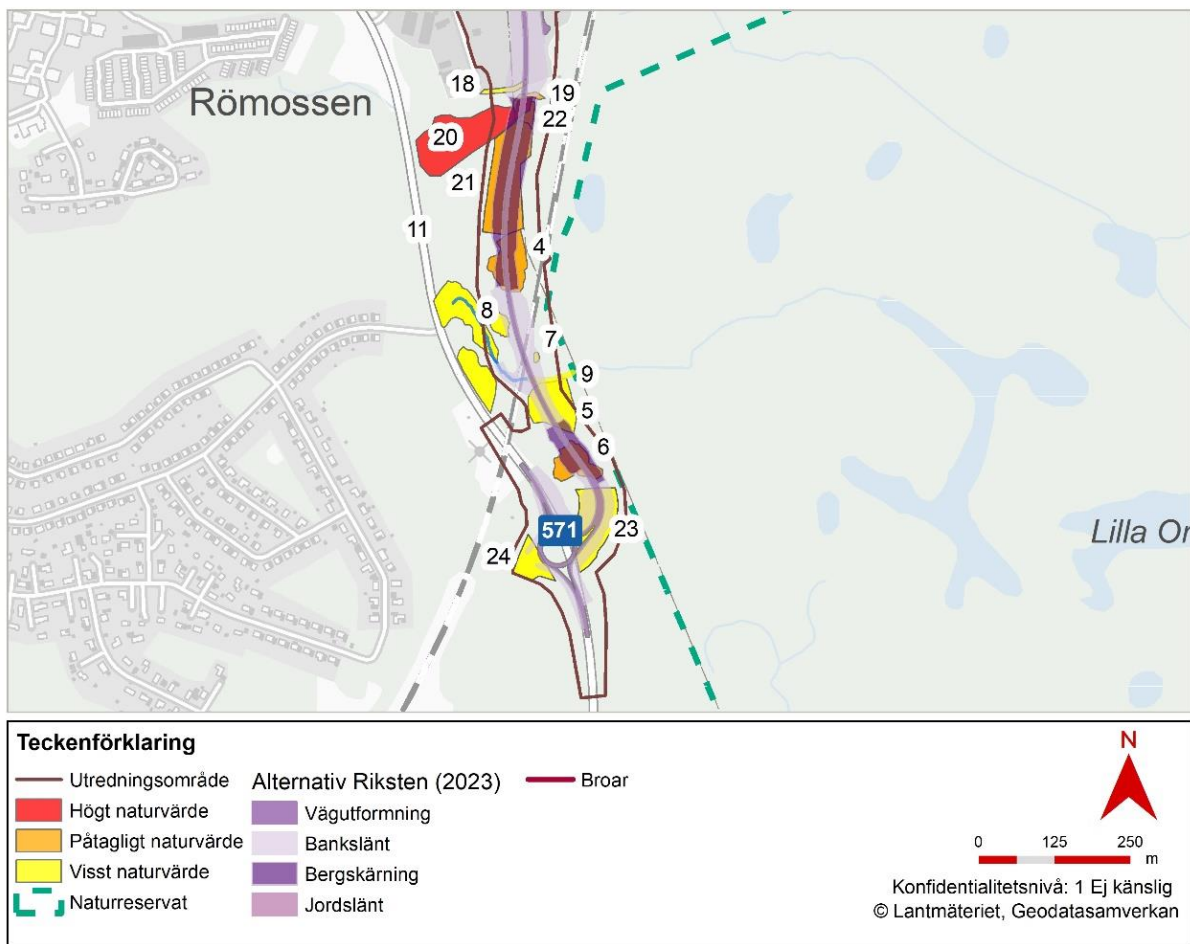 18
19
Römossen
22
20
21
11
4
8
7
9
5
6
571
23
Lilla Or
24
Teckenförklaring
Utredningsområde
Högt naturvärde
Påtagligt naturvärde
Visst naturvärde
Naturreservat
Alternativ Riksten (2023)
Vägutformning
Bankslänt
Bergskärning
Jordslänt
Broar
N
0 125 250
m
Konfidentialitetsnivå: 1 Ej känslig
© Lantmäteriet, Geodatasamverkan